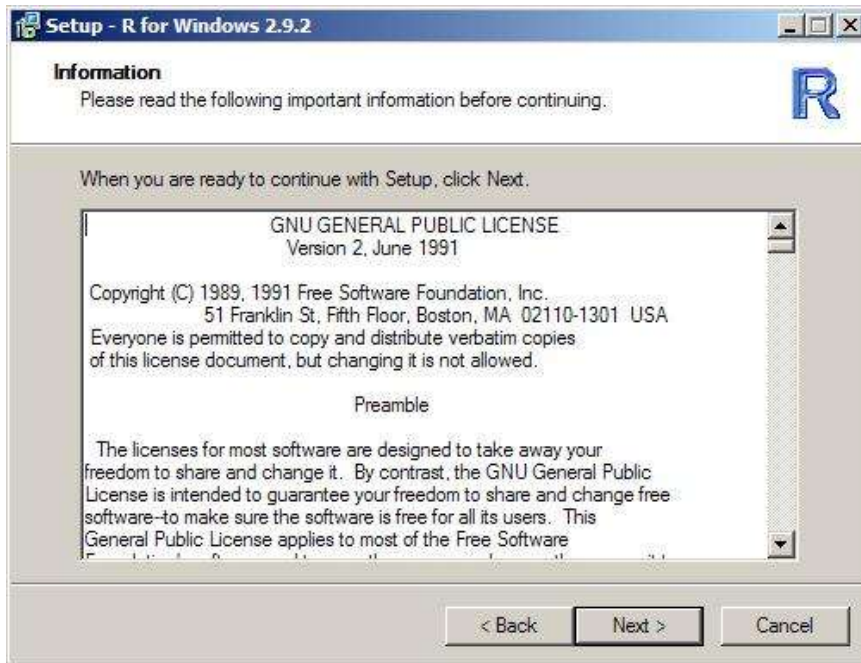 Setup - R for Windows 2.9.2
Information
Please read the following important information before continuing.
R
When you are ready to continue with Setup, click Next.
GNU GENERAL PUBLIC LICENSE
Version 2, June 1991
Copyright (C) 1989, 1991 Free Software Foundation, Inc.
51 Franklin St, Fifth Floor, Boston, MA 02110-1301 USA
Everyone is permitted to copy and distribute verbatim copies
of this license document, but changing it is not allowed.
Preamble
The licenses for most software are designed to take away your
freedom to share and change it. By contrast, the GNU General Public
License is intended to guarantee your freedom to share and change free
software--to make sure the software is free for all its users. This
General Public License applies to most of the Free Software
< Back
Next >
Cancel